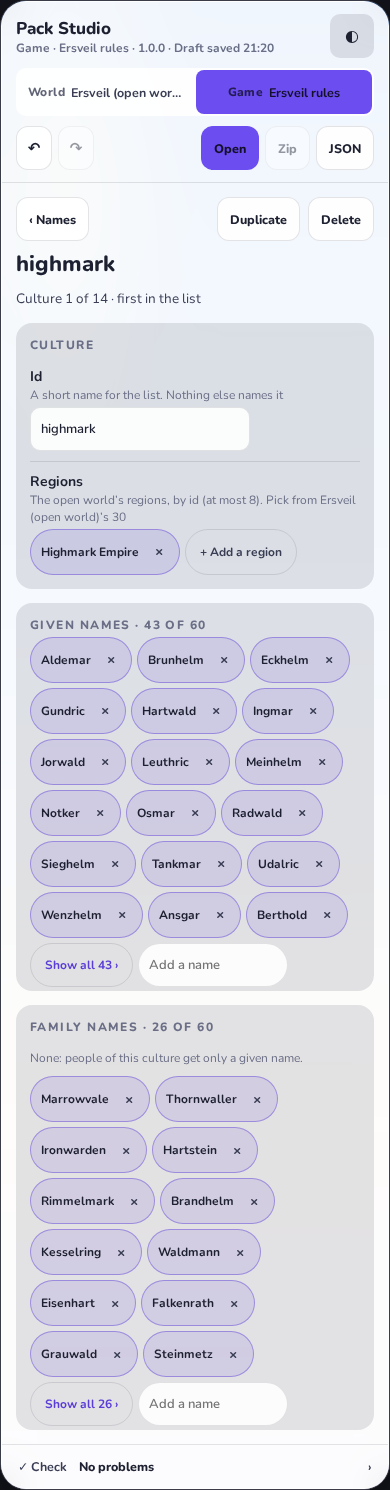 Pack Studio
Game · Ersveil rules · 1.0.0 · Draft saved 21:20
World Ersveil (open wor… Game Ersveil rules
Open Zip JSON
‹ Names Duplicate Delete
highmark
Culture 1 of 14 · first in the list
CULTURE
Id
A short name for the list. Nothing else names it
highmark
Regions
The open world's regions, by id (at most 8). Pick from Ersveil
(open world)'s 30
Highmark Empire × + Add a region
GIVEN NAMES · 43 OF 60
Aldemar × Brunhelm × Eckhelm ×
Gundric × Hartwald × Ingmar ×
Jorwald × Leuthric × Meinhelm ×
Notker × Osmar × Radwald ×
Sieghelm × Tankmar × Udalric ×
Wenzhelm × Ansgar × Berthold ×
Show all 43 › Add a name
FAMILY NAMES · 26 OF 60
None: people of this culture get only a given name.
Marrowvale × Thornwaller ×
Ironwarden × Hartstein ×
Rimmelmark × Brandhelm ×
Kesselring × Waldmann ×
Eisenhart × Falkenrath ×
Grauwald × Steinmetz ×
Show all 26 › Add a name
✓ Check No problems ›